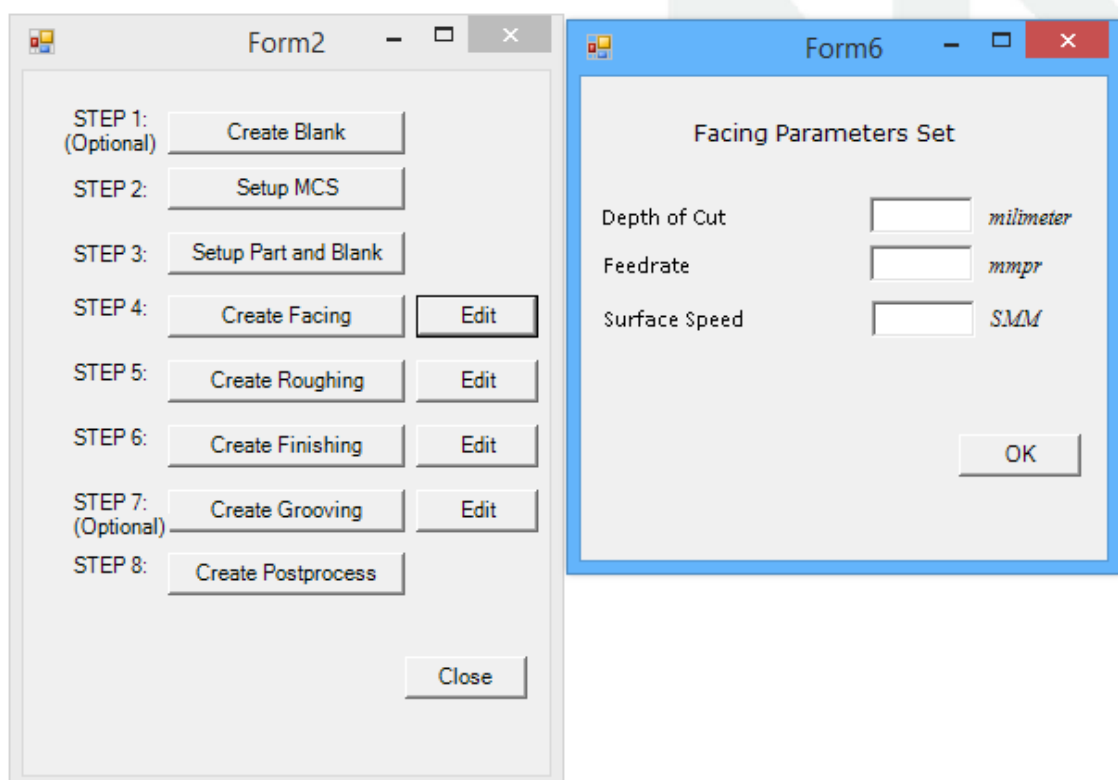 Form2
STEP 1:
(Optional)
Create Blank
STEP 2:
Setup MCS
STEP 3:
Setup Part and Blank
STEP 4:
Create Facing
Edit
STEP 5:
Create Roughing
Edit
STEP 6:
Create Finishing
Edit
STEP 7:
(Optional)
Create Grooving
Edit
STEP 8:
Create Postprocess
Close
Form6
Facing Parameters Set
Depth of Cut
milimeter
Feedrate
mmpr
Surface Speed
SMM
OK